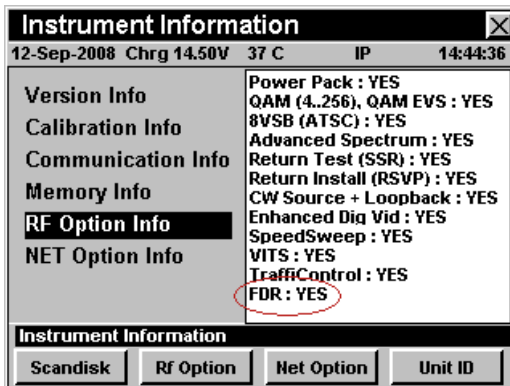 Instrument Information
12-Sep-2008 Chrg 14.50V 37 C IP 14:44:36
Version Info
Calibration Info
Communication Info
Memory Info
RF Option Info
NET Option Info
Power Pack : YES
QAM (4..256), QAM EVS : YES
8VSB (ATSC) : YES
Advanced Spectrum : YES
Return Test (SSR) : YES
Return Install (RSVP) : YES
CW Source + Loopback : YES
Enhanced Dig Vid : YES
SpeedSweep : YES
VITS : YES
TraffiControl : YES
FDR : YES
Instrument Information
Scandisk Rf Option Net Option Unit ID